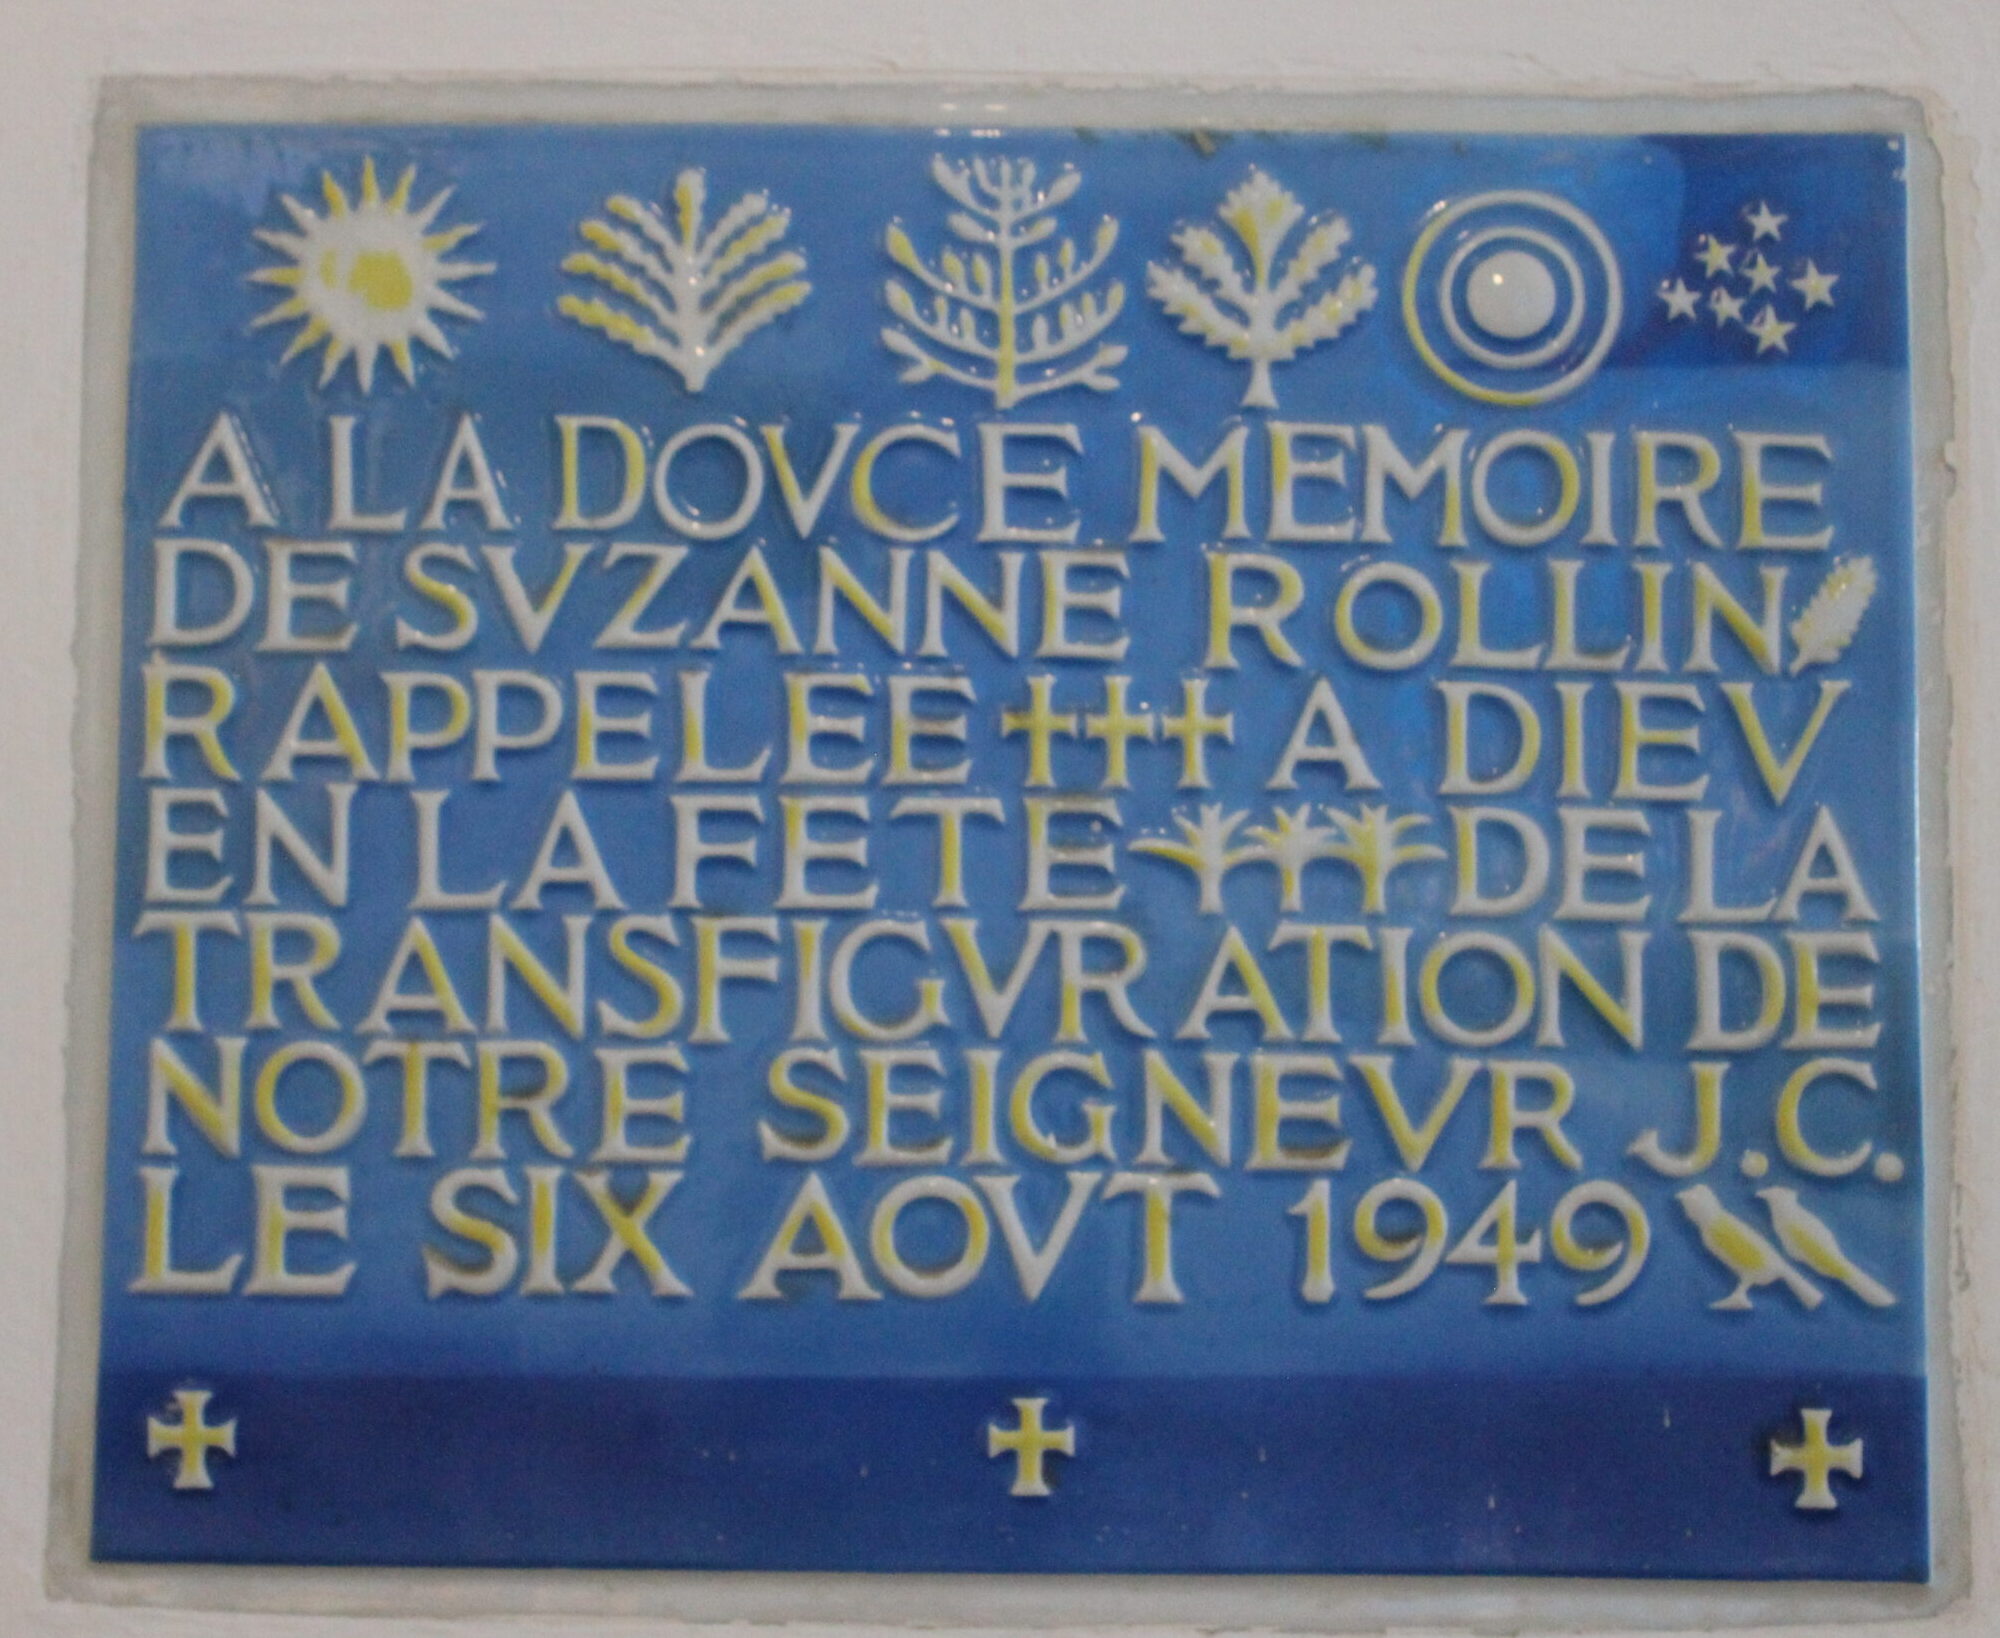 A LA DOVCE MEMOIRE
DE SVZANNE ROLLIN
RAPPELEE ††† A DIEV
EN LA FETE DE LA
TRANSFIGVRATION DE
NOTRE SEIGNEVR J.C.
LE SIX AOVT 1949